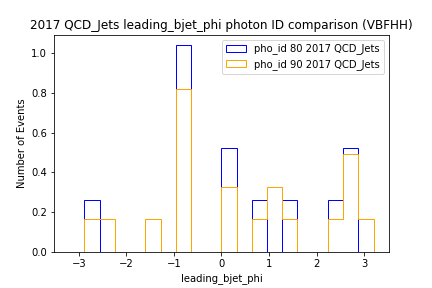 2017 QCD_Jets leading_bjet_phi photon ID comparison (VBFHH)
pho_id 80 2017 QCD_Jets
pho_id 90 2017 QCD_Jets
Number of Events
1.0
0.8
0.6
0.4
0.2
0.0
−3 −2 −1 0 1 2 3
leading_bjet_phi